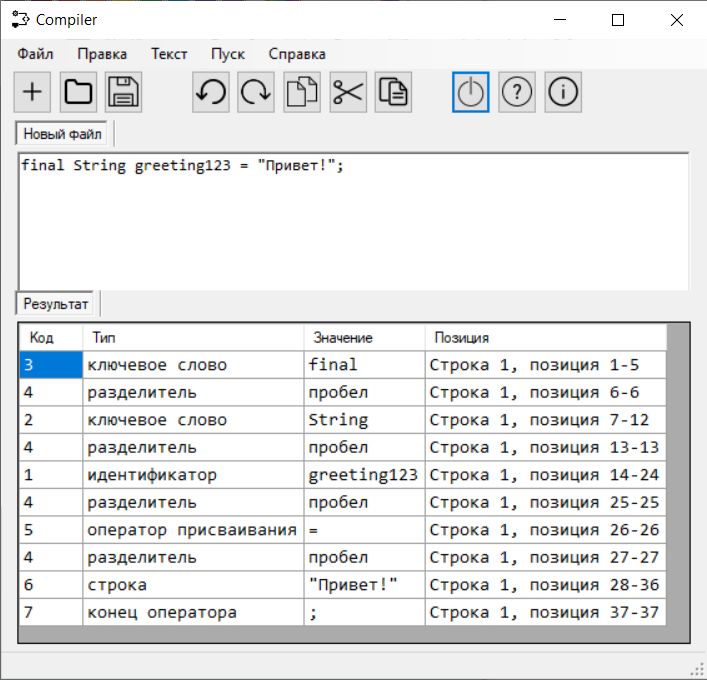 Compiler
Файл Правка Текст Пуск Справка
Новый файл
final String greeting123 = "Привет!";
Результат
Код Тип Значение Позиция
3 ключевое слово final Строка 1, позиция 1-5
4 разделитель пробел Строка 1, позиция 6-6
2 ключевое слово String Строка 1, позиция 7-12
4 разделитель пробел Строка 1, позиция 13-13
1 идентификатор greeting123 Строка 1, позиция 14-24
4 разделитель пробел Строка 1, позиция 25-25
5 оператор присваивания = Строка 1, позиция 26-26
4 разделитель пробел Строка 1, позиция 27-27
6 строка "Привет!" Строка 1, позиция 28-36
7 конец оператора ; Строка 1, позиция 37-37